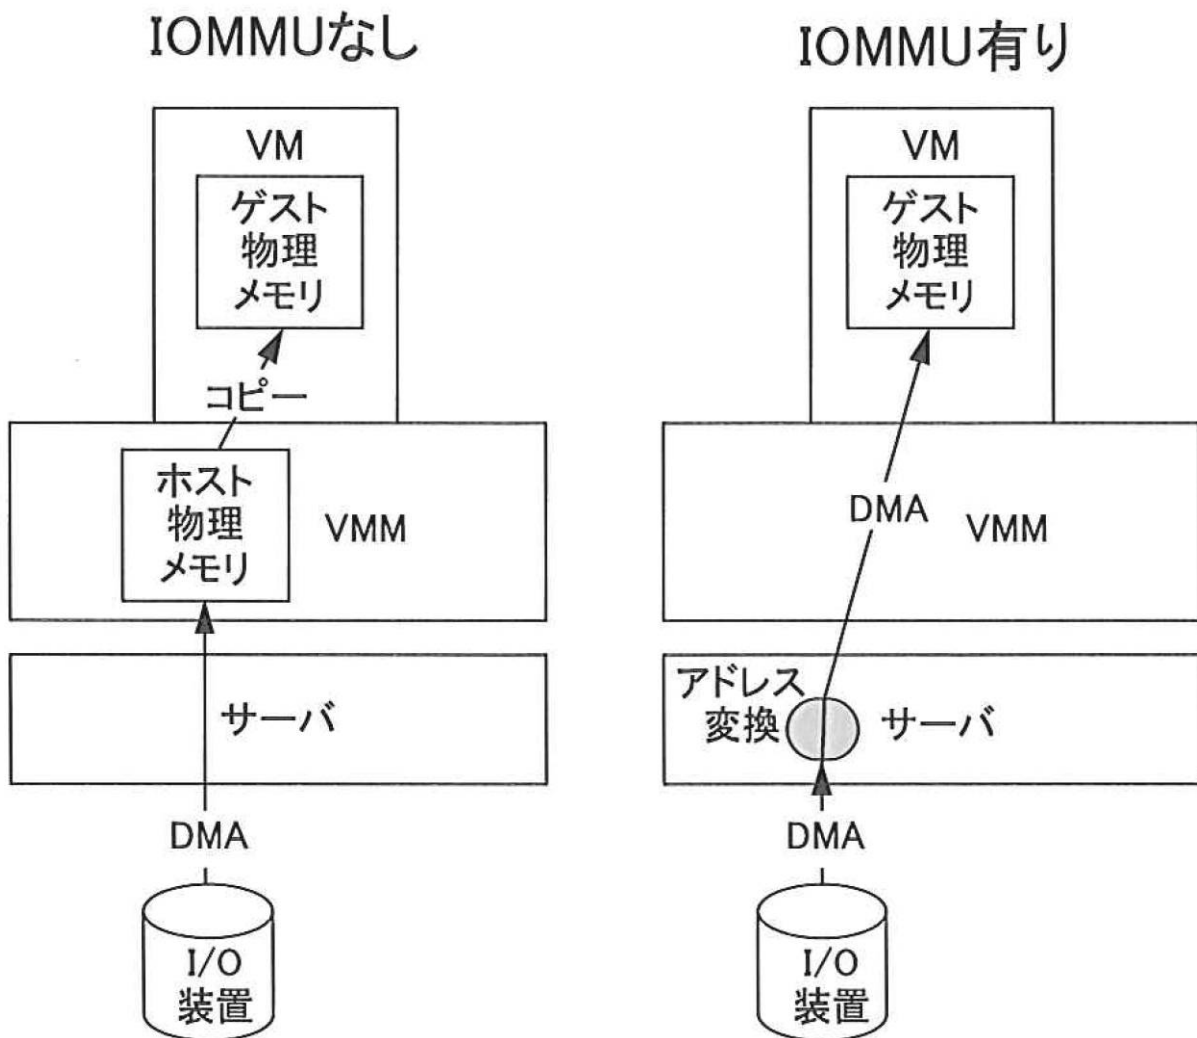 IOMMUなし
VM
ゲスト
物理
メモリ
コピー
ホスト
物理
メモリ
VMM
サーバ
DMA
I/O
装置
IOMMU有り
VM
ゲスト
物理
メモリ
DMA
VMM
アドレス
変換
サーバ
DMA
I/O
装置